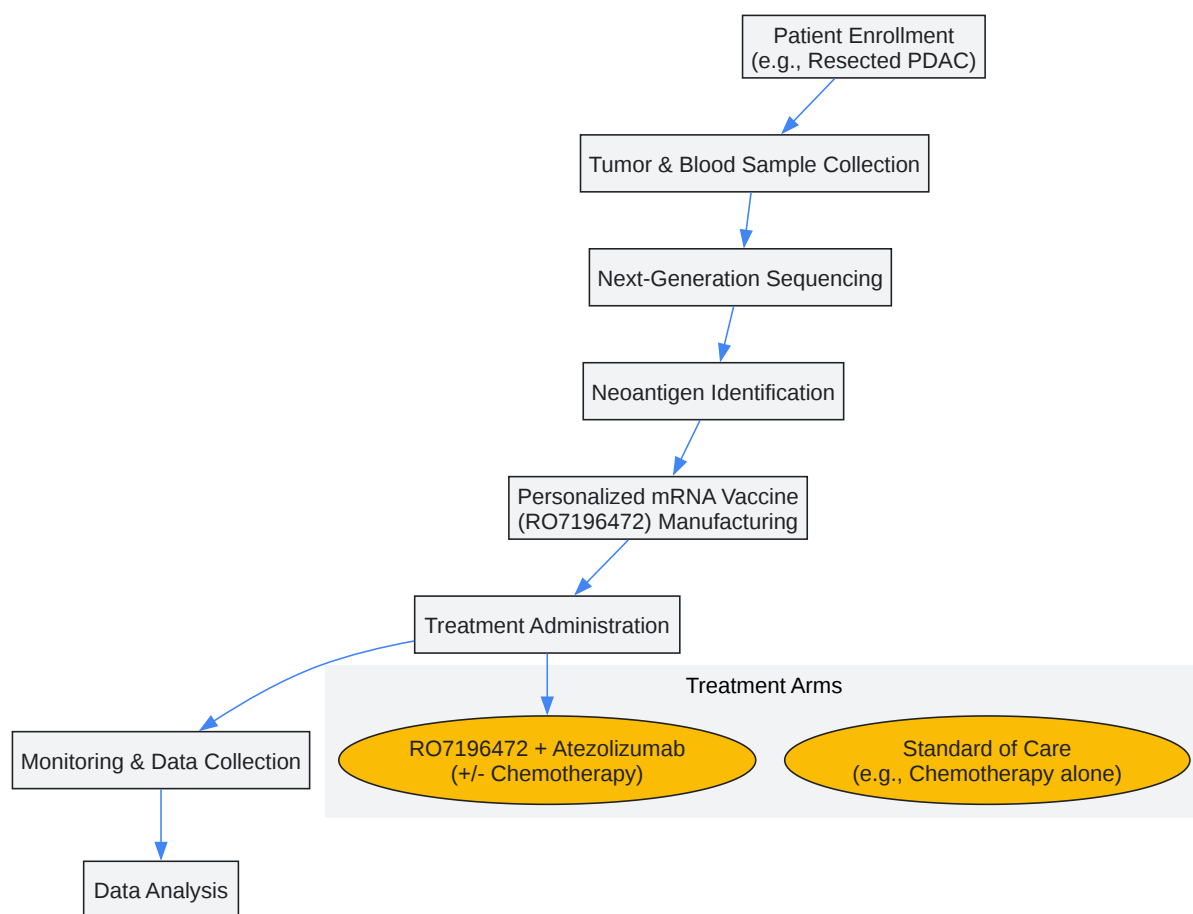 Patient Enrollment
(e.g., Resected PDAC)
Tumor & Blood Sample Collection
Next-Generation Sequencing
Neoantigen Identification
Personalized mRNA Vaccine
(RO7196472) Manufacturing
Treatment Administration
Treatment Arms
Monitoring & Data Collection
RO7196472 + Atezolizumab
(+/- Chemotherapy)
Standard of Care
(e.g., Chemotherapy alone)
Data Analysis